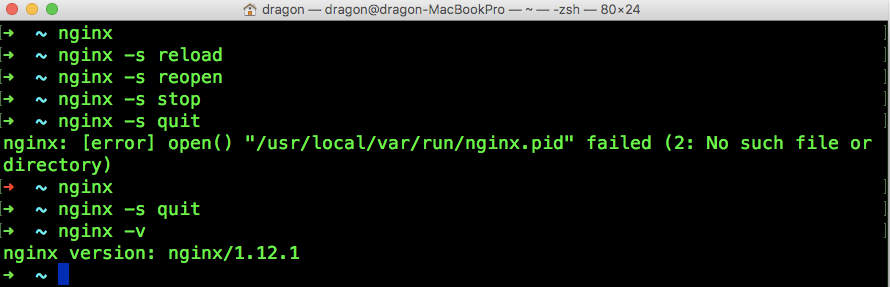 dragon — dragon@dragon-MacBookPro — ~ — -zsh — 80×24
[➜  ~ nginx ]
[➜  ~ nginx -s reload ]
[➜  ~ nginx -s reopen ]
[➜  ~ nginx -s stop ]
[➜  ~ nginx -s quit ]
nginx: [error] open() "/usr/local/var/run/nginx.pid" failed (2: No such file or
directory)
[➜  ~ nginx ]
[➜  ~ nginx -s quit ]
[➜  ~ nginx -v ]
nginx version: nginx/1.12.1
➜  ~